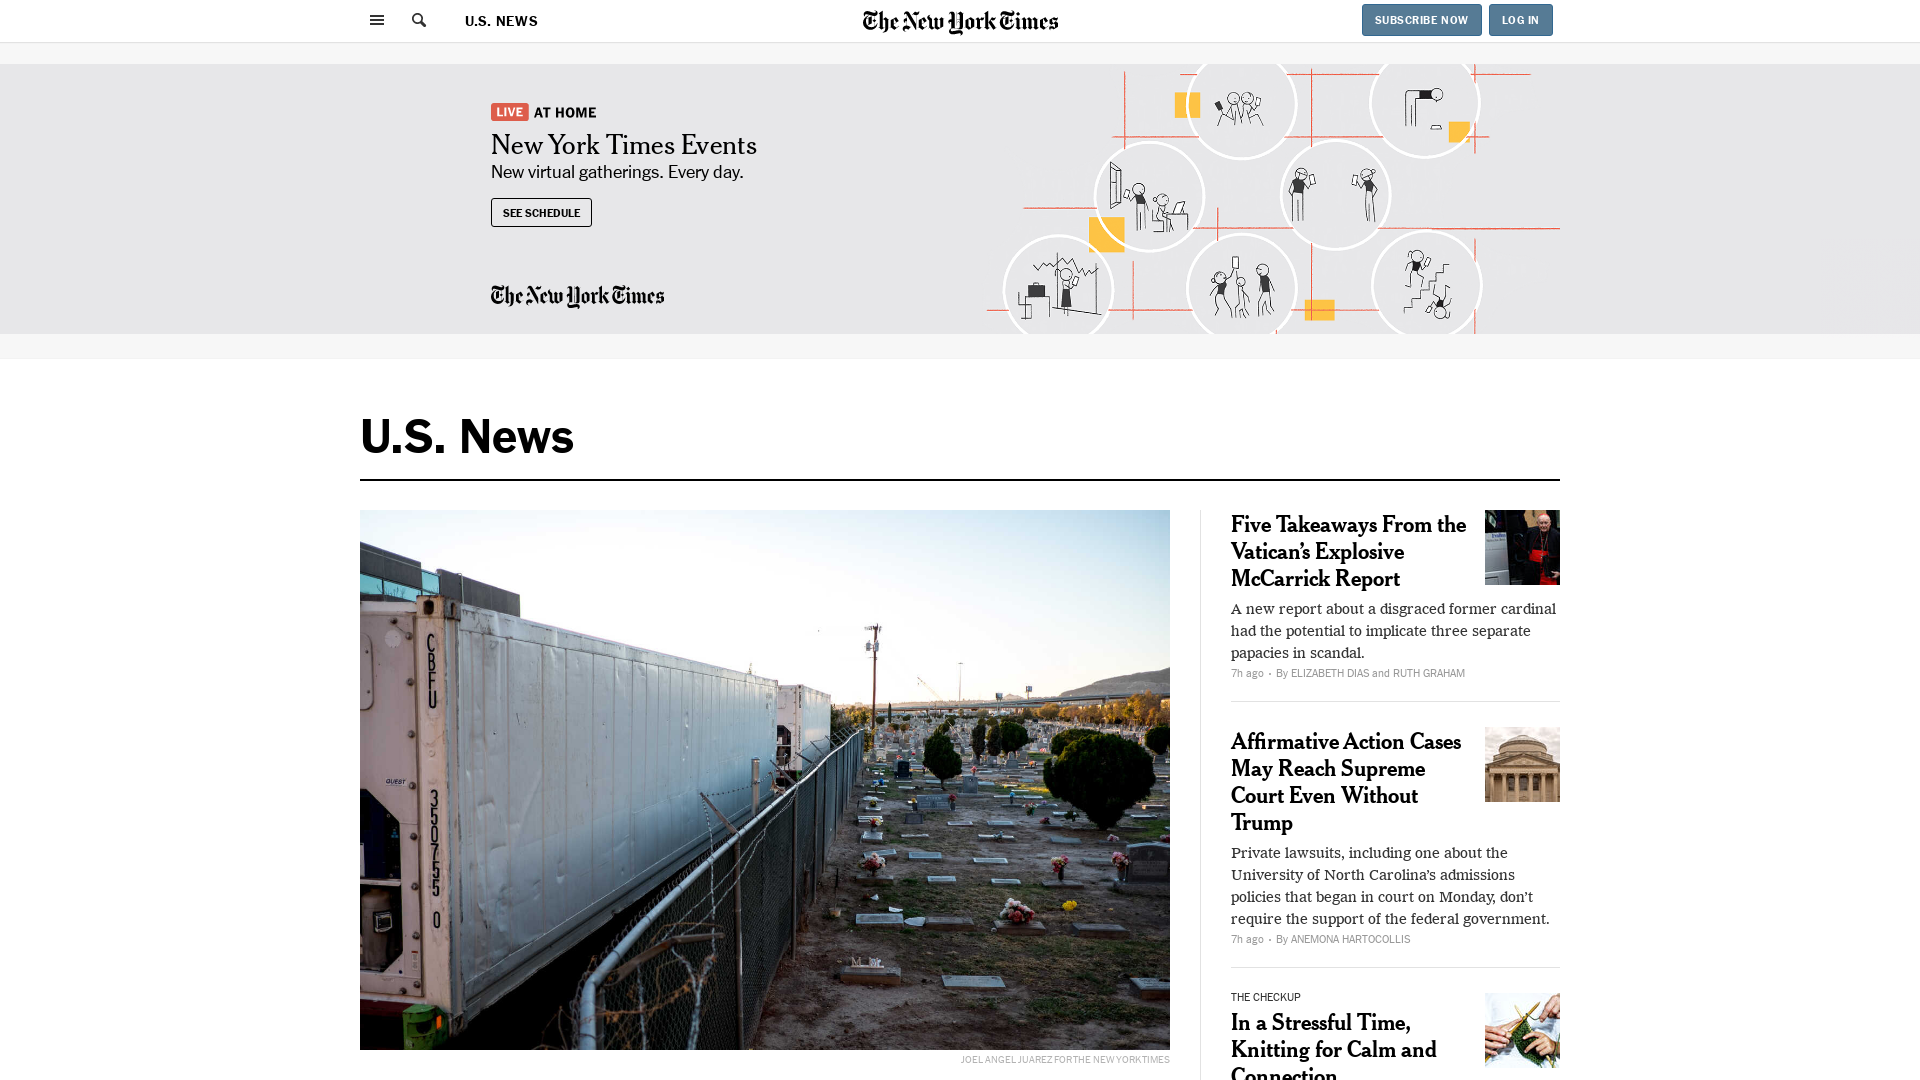 U.S. NEWS
The New York Times
SUBSCRIBE NOW
LOG IN
LIVE AT HOME
New York Times Events
New virtual gatherings. Every day.
SEE SCHEDULE
The New York Times
U.S. News
CBFU
350755 0
JOEL ANGEL JUAREZ FOR THE NEW YORK TIMES
Five Takeaways From the
Vatican’s Explosive
McCarrick Report
A new report about a disgraced former cardinal
had the potential to implicate three separate
papacies in scandal.
7h ago • By ELIZABETH DIAS and RUTH GRAHAM
Affirmative Action Cases
May Reach Supreme
Court Even Without
Trump
Private lawsuits, including one about the
University of North Carolina’s admissions
policies that began in court on Monday, don’t
require the support of the federal government.
7h ago • By ANEMONA HARTOCOLLIS
THE CHECKUP
In a Stressful Time,
Knitting for Calm and
Connection